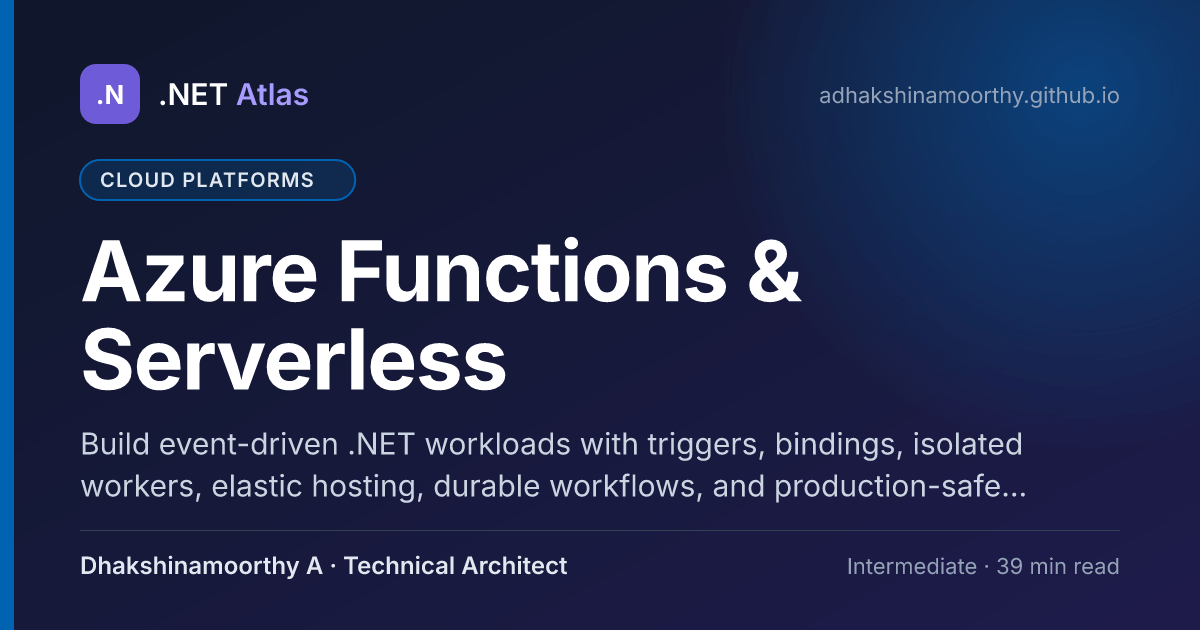 .N
.NET Atlas
adhakshinamoorthy.github.io
CLOUD PLATFORMS
Azure Functions &
Serverless
Build event-driven .NET workloads with triggers, bindings, isolated
workers, elastic hosting, durable workflows, and production-safe...
Dhakshinamoorthy A · Technical Architect
Intermediate · 39 min read